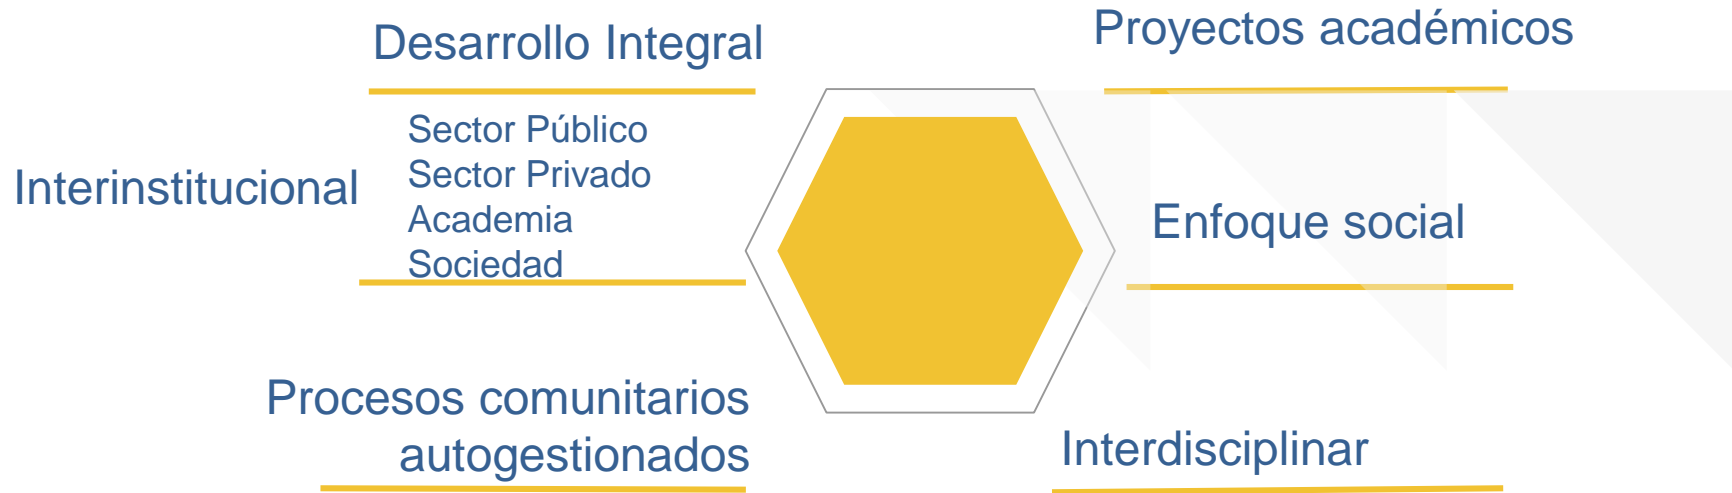 Desarrollo Integral
Interinstitucional
Sector Público
Sector Privado
Academia
Sociedad
Procesos comunitarios
autogestionados
Proyectos académicos
Enfoque social
Interdisciplinar